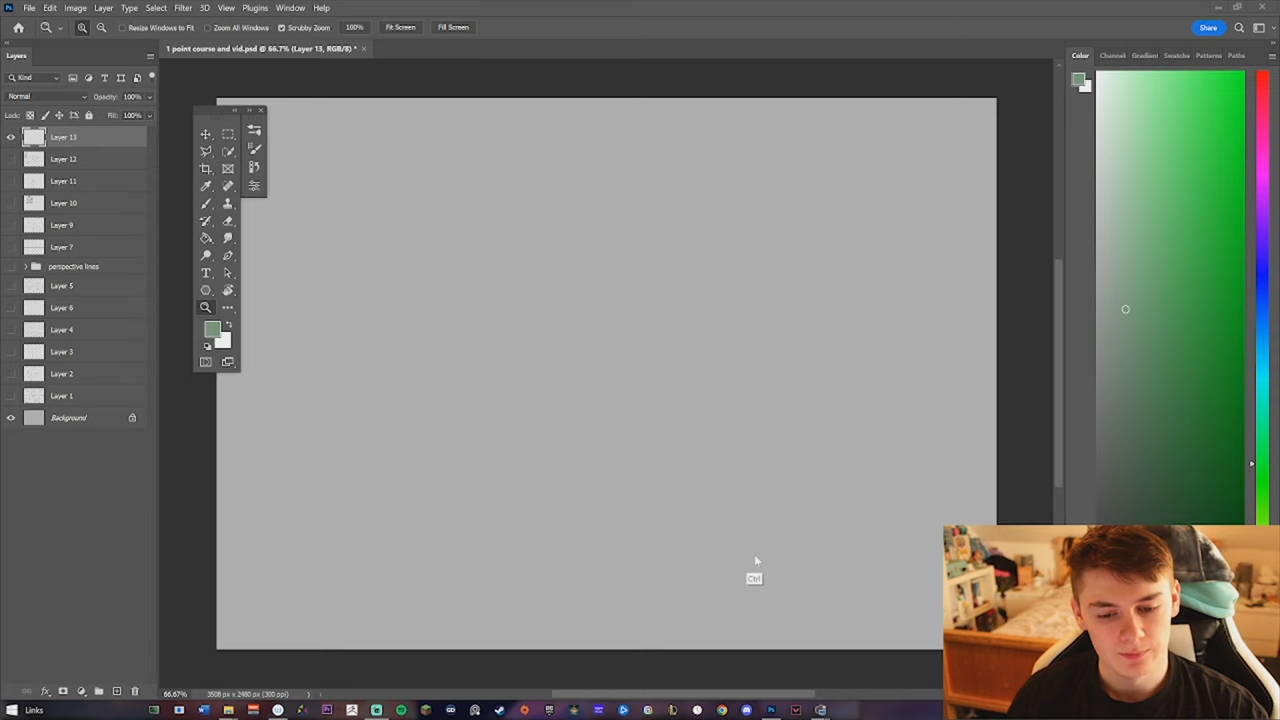 File Edit Image Layer Type Select Filter 3D View Plugins Window Help
Resize Windows to Fit Zoom All Windows Scrubby Zoom 100% Fit Screen Fill Screen Share
Layers
1 point course and vid.psd @ 66.7% (Layer 13, RGB/8) *
Color Channel Gradient Swatche Patterns Paths
Kind
Normal Opacity: 100%
Lock: Fill: 100%
Layer 13
Layer 12
Layer 11
Layer 10
Layer 9
Layer 7
perspective lines
Layer 5
Layer 6
Layer 4
Layer 3
Layer 2
Layer 1
Background
Ctrl
66.67% 3508 px x 2480 px (300 ppi)
Links